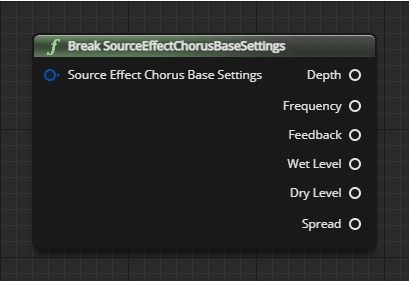 f Break SourceEffectChorusBaseSettings
Source Effect Chorus Base Settings Depth
Frequency
Feedback
Wet Level
Dry Level
Spread